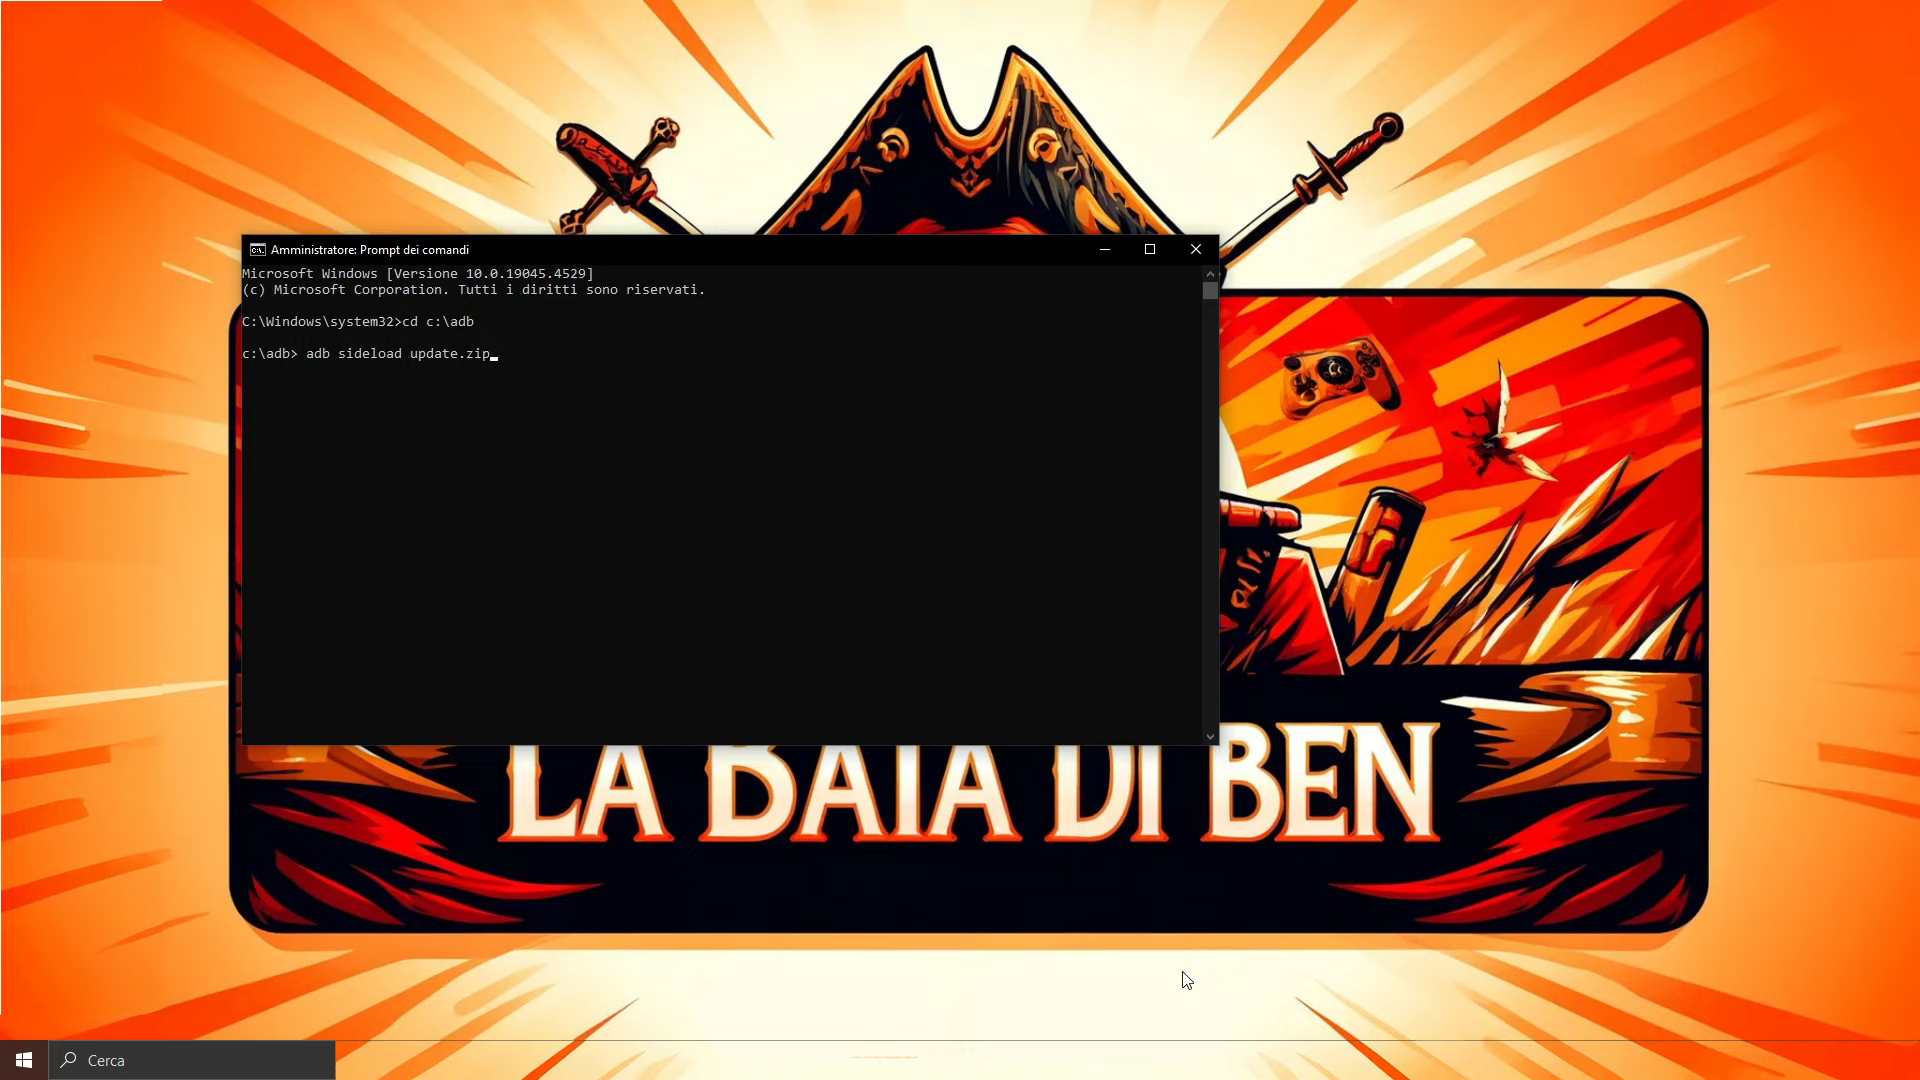 Amministratore: Prompt dei comandi
Microsoft Windows [Versione 10.0.19045.4529]
(c) Microsoft Corporation. Tutti i diritti sono riservati.
C:\Windows\system32>cd c:\adb
c:\adb> adb sideload update.zip
LA BAIA DI BEN
Cerca